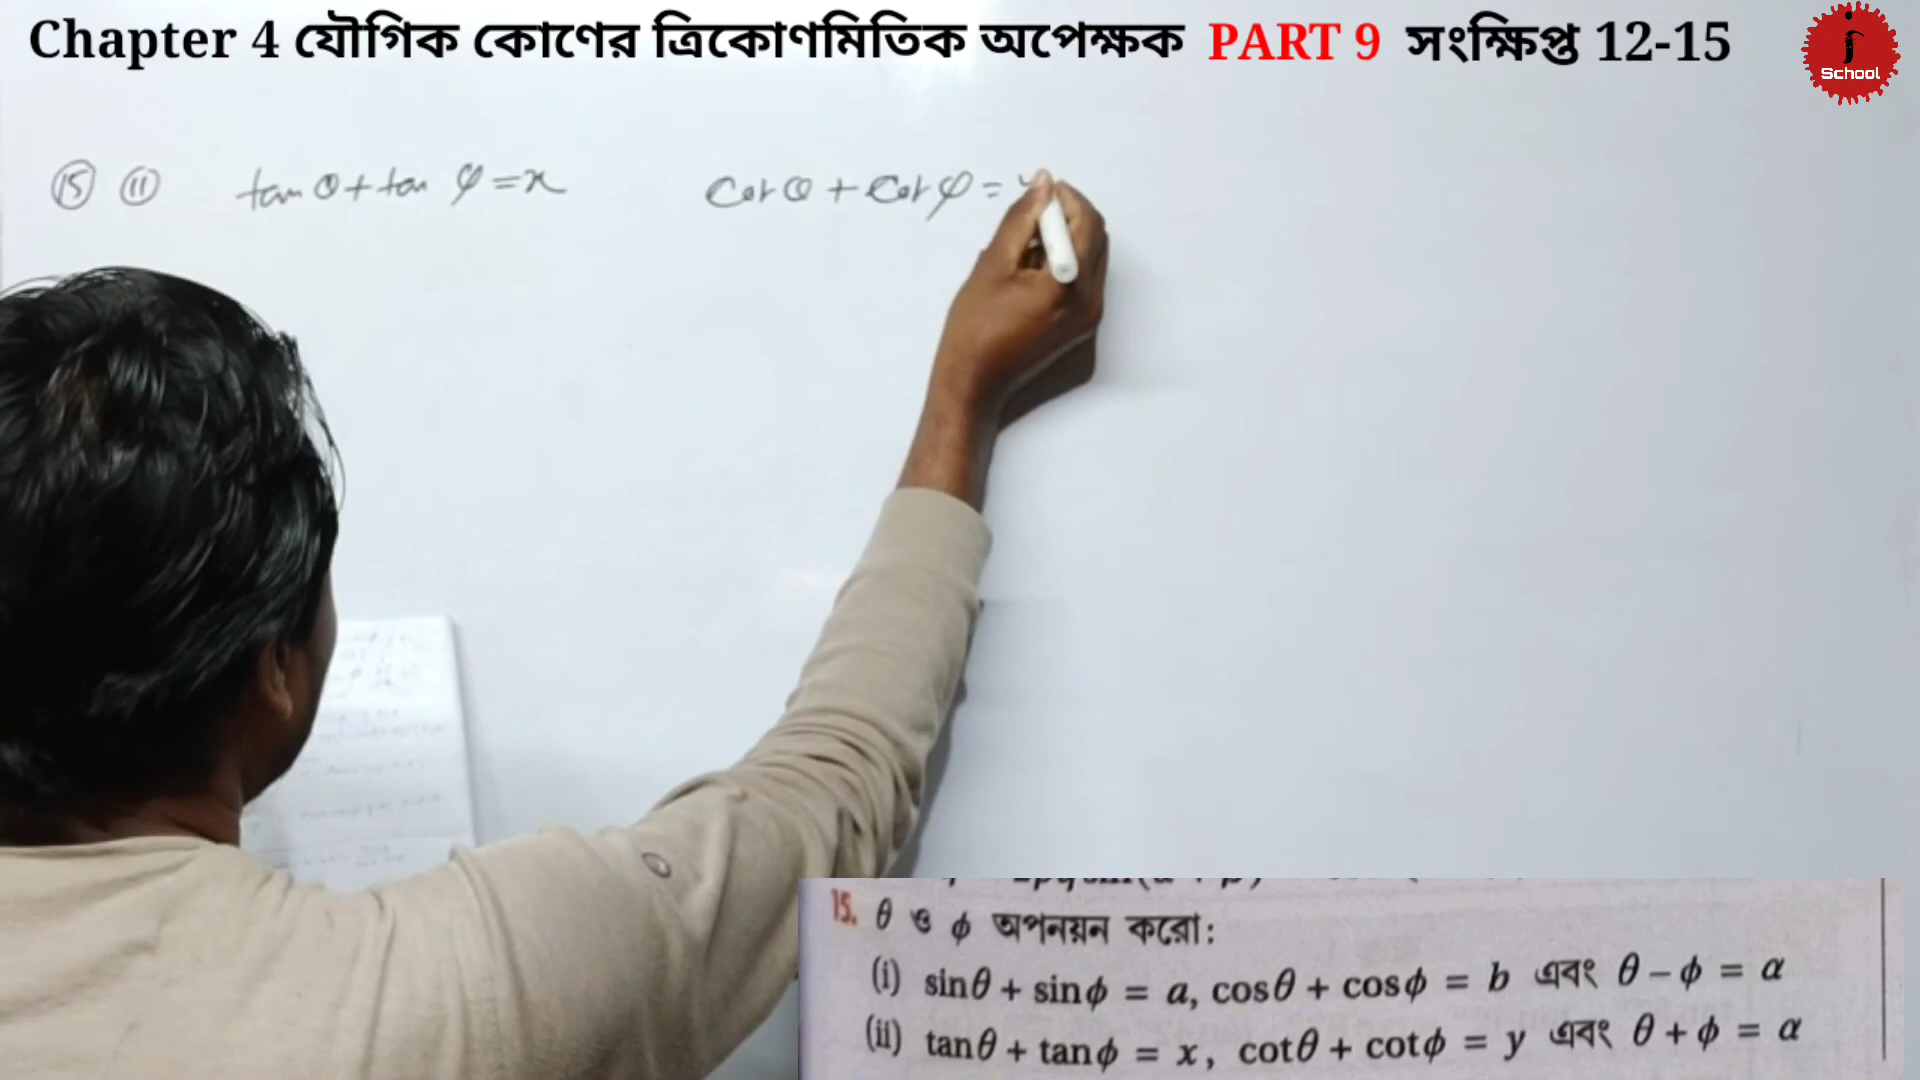 Chapter 4 যৌগিক কোণের ত্রিকোণমিতিক অপেক্ষক PART 9 সংক্ষিপ্ত 12-15
j
School
15 ii tan θ + tan φ = x cot θ + cot φ =
15. θ ও ϕ অপনয়ন করো:
(i) sinθ + sinϕ = a, cosθ + cosϕ = b এবং θ − ϕ = α
(ii) tanθ + tanϕ = x, cotθ + cotϕ = y এবং θ + ϕ = α